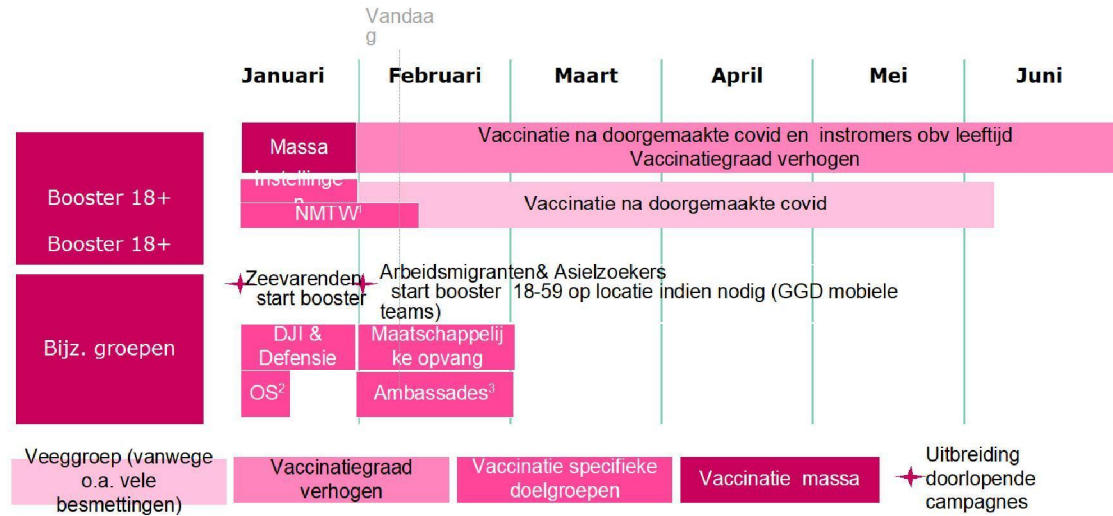 Vandaa
g
Januari
Februari
Maart
April
Mei
Juni
Booster 18+
Booster 18+
Massa
Vaccinatie na doorgemaakte covid en instromers obv leeftijd
Vaccinatiegraad verhogen
Instellinge
n
NMTW¹
Vaccinatie na doorgemaakte covid
Bijz. groepen
Zeevarenden
start booster
Arbeidsmigranten& Asielzoekers
start booster 18-59 op locatie indien nodig (GGD mobiele
teams)
DJI &
Defensie
Maatschappelij
ke opvang
OS²
Ambassades³
Veeggroep (vanwege
o.a. vele
besmettingen)
Vaccinatiegraad
verhogen
Vaccinatie specifieke
doelgroepen
Vaccinatie massa
Uitbreiding
doorlopende
campagnes